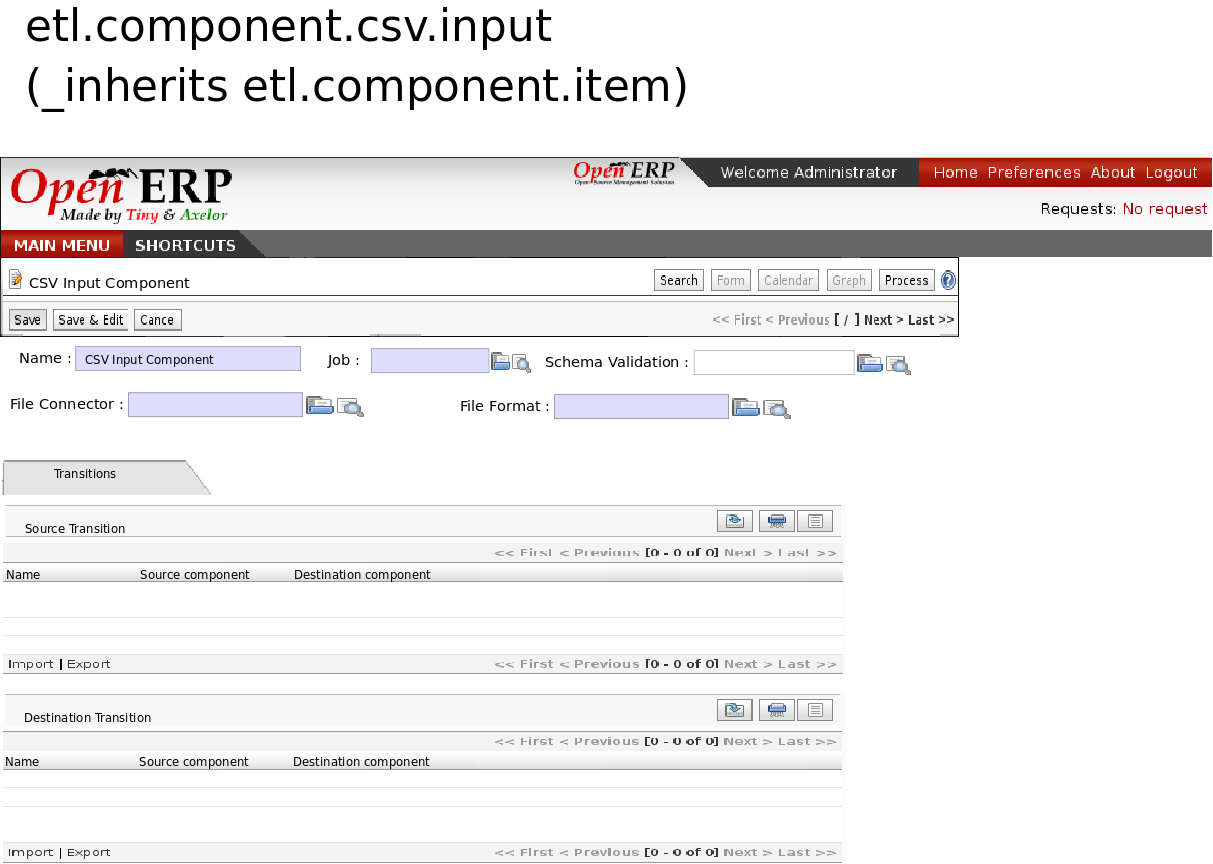 etl.component.csv.input
(_inherits etl.component.item)
Open ERP
Made by Tiny & Axelor
Open ERP
Open Source Management Solution
Welcome Administrator
Home Preferences About Logout
Requests: No request
MAIN MENU SHORTCUTS
CSV Input Component
Search Form Calendar Graph Process ?
Save Save & Edit Cance
<< First < Previous [ / ] Next > Last >>
Name : CSV Input Component Job : Schema Validation :
File Connector : File Format :
Transitions
Source Transition
<< First < Previous [0 - 0 of 0] Next > Last >>
Name Source component Destination component
Import | Export << First < Previous [0 - 0 of 0] Next > Last >>
Destination Transition
<< First < Previous [0 - 0 of 0] Next > Last >>
Name Source component Destination component
Import | Export << First < Previous [0 - 0 of 0] Next > Last >>